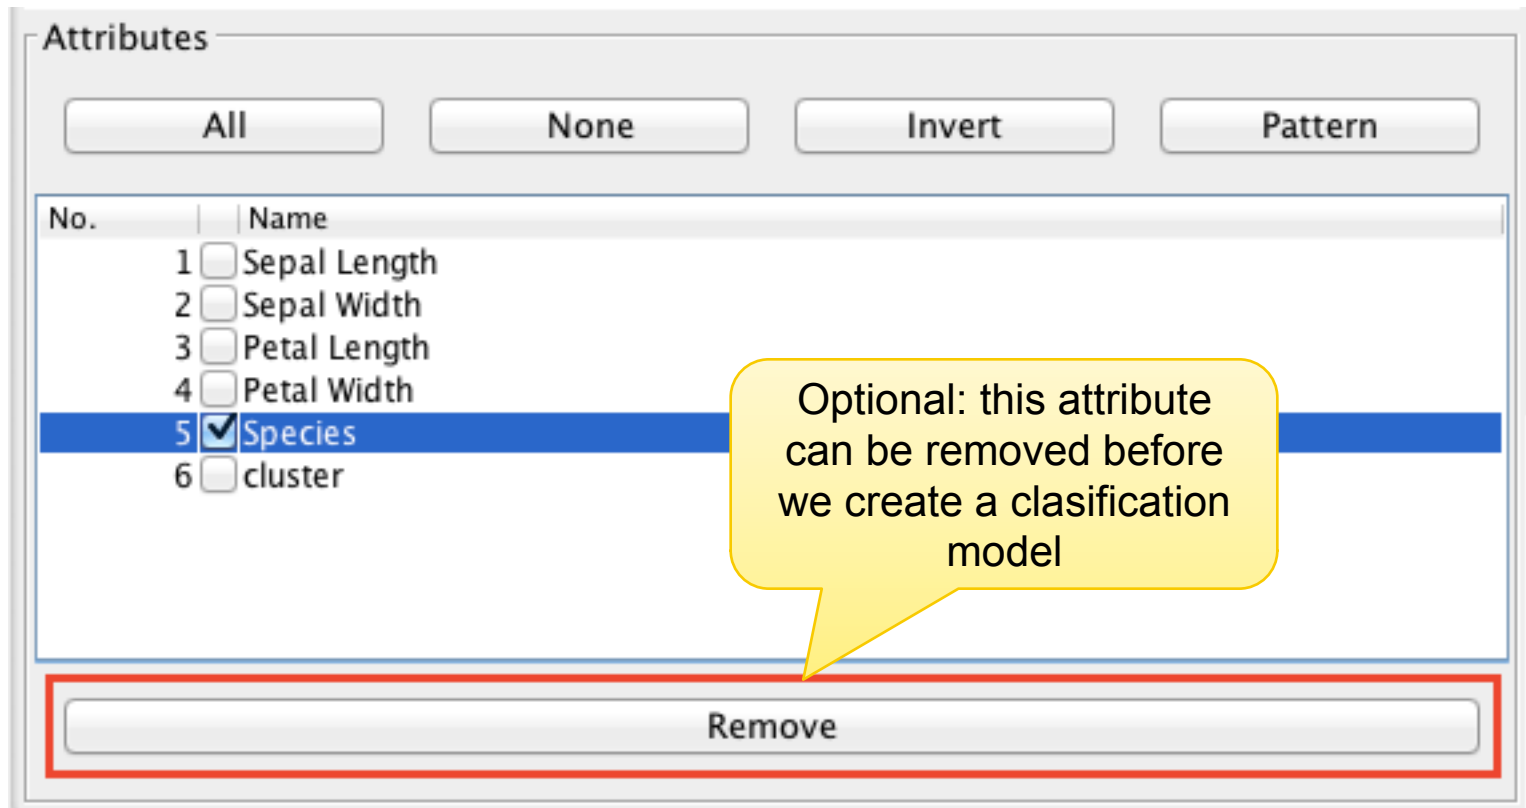 Attributes
All None Invert Pattern
No. Name
1 Sepal Length
2 Sepal Width
3 Petal Length
4 Petal Width
5 Species
6 cluster
Optional: this attribute
can be removed before
we create a clasification
model
Remove